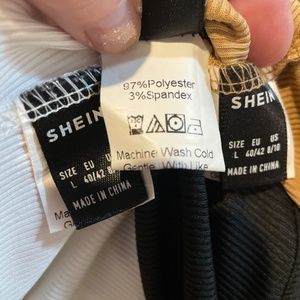 97%Polyester
3%Spandex
Machine Wash Cold
Gentle With Like
SHEIN
SIZE EU US
L 40/42 8/10
MADE IN CHINA
SHEIN
SIZE EU US
L 40/42 8/10
MADE IN CHINA
Ma